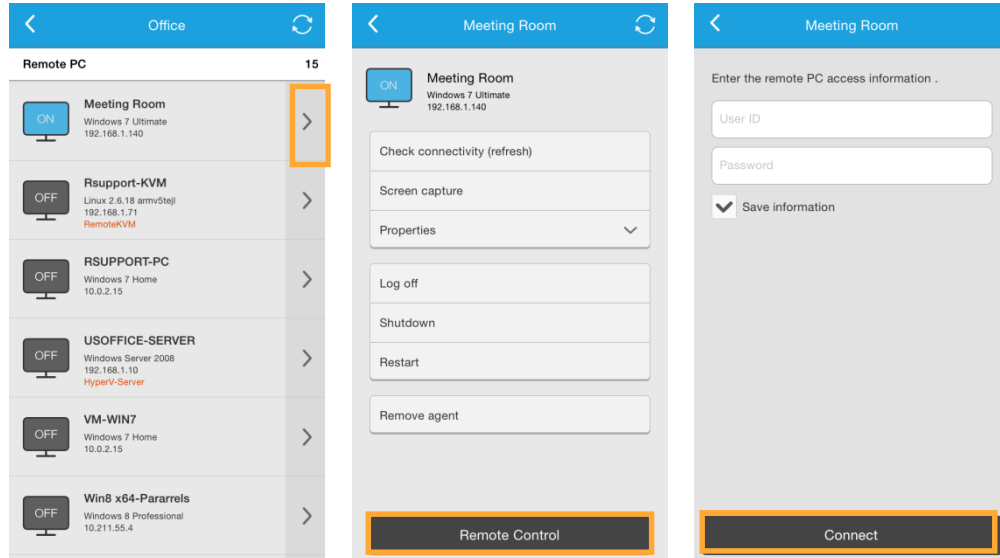 Office
Remote PC 15
ON
Meeting Room
Windows 7 Ultimate
192.168.1.140
OFF
Rsupport-KVM
Linux 2.6.18 armv5tejl
192.168.1.71
RemoteKVM
OFF
RSUPPORT-PC
Windows 7 Home
10.0.2.15
OFF
USOFFICE-SERVER
Windows Server 2008
192.168.1.10
HyperV-Server
OFF
VM-WIN7
Windows 7 Home
10.0.2.15
OFF
Win8 x64-Pararrels
Windows 8 Professional
10.211.55.4
Meeting Room
ON
Meeting Room
Windows 7 Ultimate
192.168.1.140
Check connectivity (refresh)
Screen capture
Properties
Log off
Shutdown
Restart
Remove agent
Remote Control
Meeting Room
Enter the remote PC access information .
User ID
Password
Save information
Connect